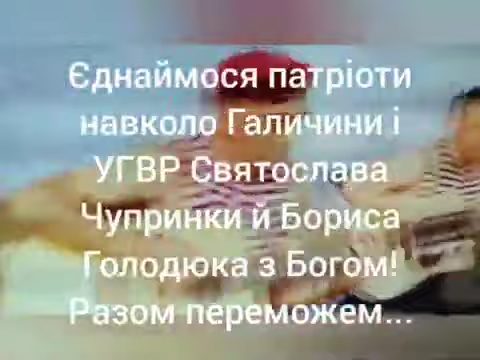 Єднаймося патріоти
навколо Галичини і
УГВР Святослава
Чупринки й Бориса
Голодюка з Богом!
Разом переможем...